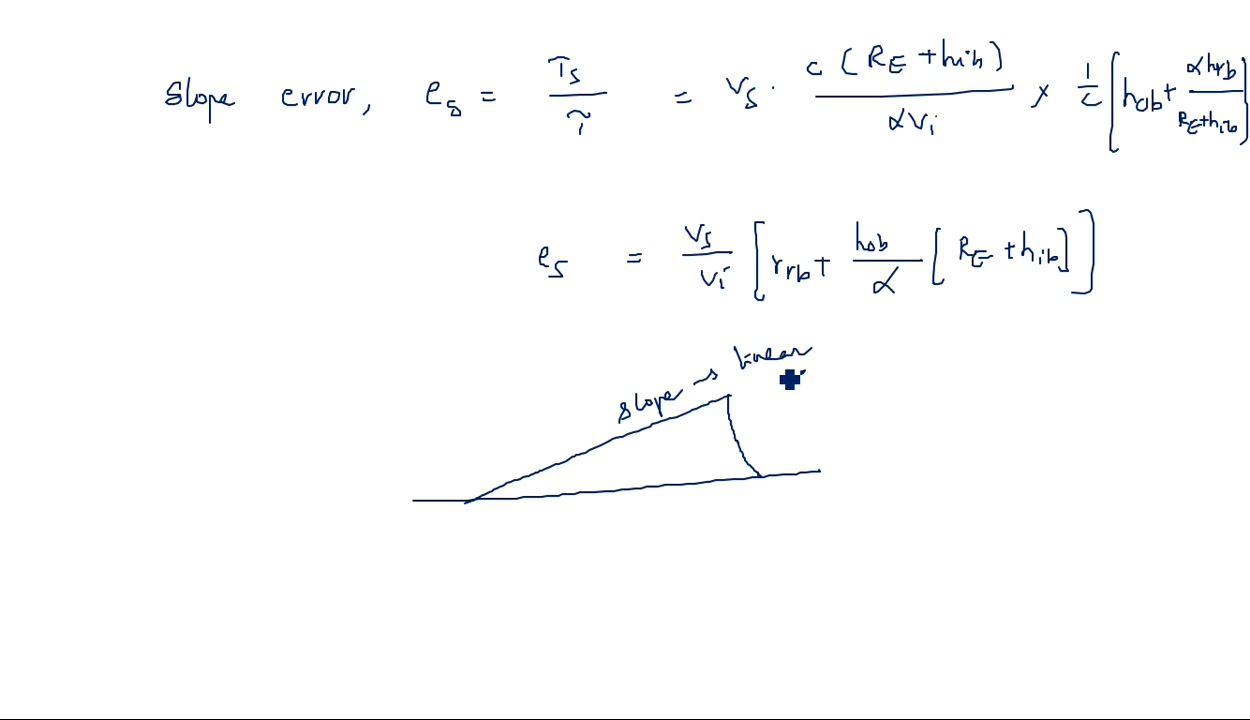 Slope error, e_s = T_s / τ = V_s · C (R_E + h_ib) / αV_i × 1/C [h_ob + αh_rb / R_E + h_ib]
e_s = V_s / V_i [r_rb + h_ob / α [R_E + h_ib]]
slope → linear